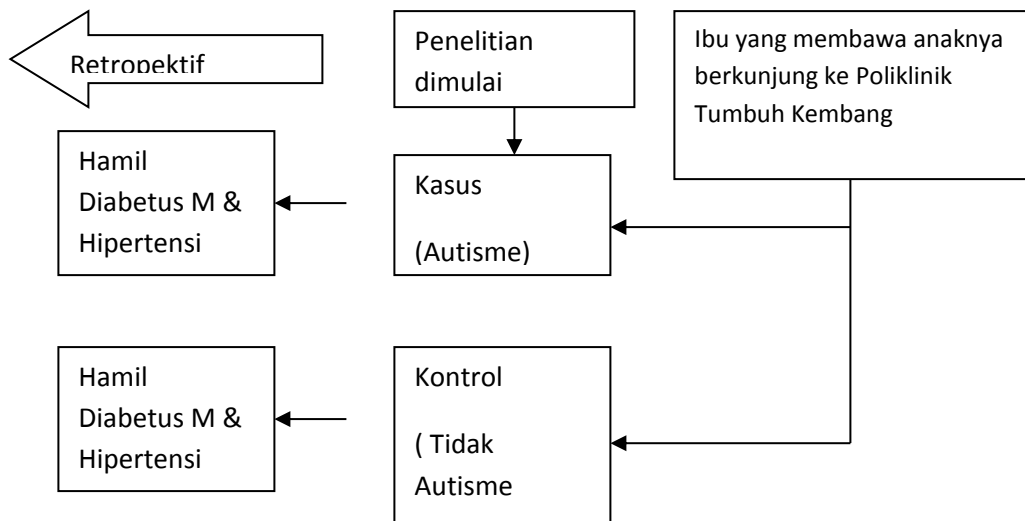 Retropektif
Penelitian
dimulai
Ibu yang membawa anaknya
berkunjung ke Poliklinik
Tumbuh Kembang
Hamil
Diabetus M &
Hipertensi
Kasus
(Autisme)
Hamil
Diabetus M &
Hipertensi
Kontrol
( Tidak
Autisme